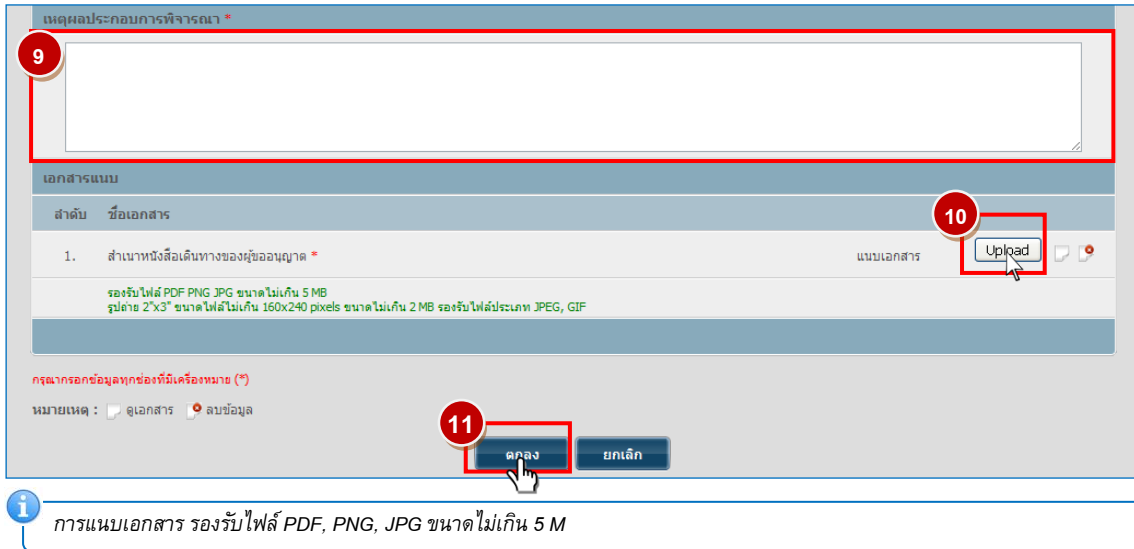 เหตุผลประกอบการพิจารณา *
9
เอกสารแนบ
ลำดับ ชื่อเอกสาร
10
1. สำเนาหนังสือเดินทางของผู้ขออนุญาต * แนบเอกสาร Upload
รองรับไฟล์ PDF PNG JPG ขนาดไม่เกิน 5 MB
รูปถ่าย 2"x3" ขนาดไฟล์ไม่เกิน 160x240 pixels ขนาดไม่เกิน 2 MB รองรับไฟล์ประเภท JPEG, GIF
กรุณากรอกข้อมูลทุกช่องที่มีเครื่องหมาย (*)
หมายเหตุ : ดูเอกสาร ลบข้อมูล
11
ตกลง ยกเลิก
การแนบเอกสาร รองรับไฟล์ PDF, PNG, JPG ขนาดไม่เกิน 5 M